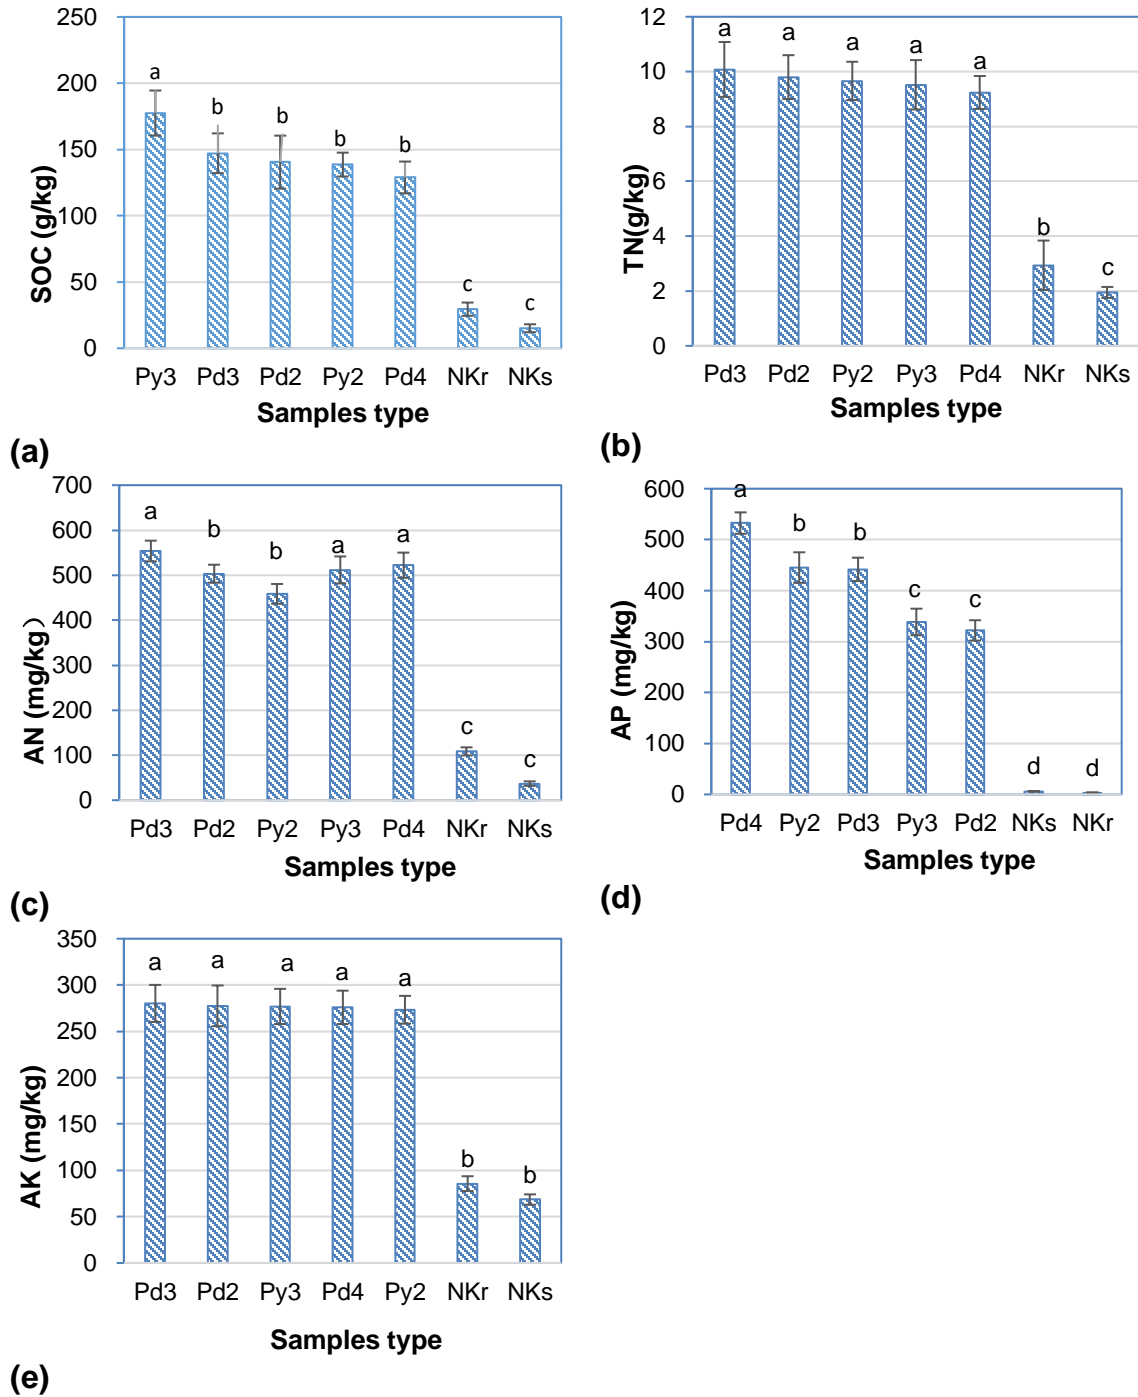 250
200
150
100
50
0
SOC (g/kg)
a b b b b c c
Py3 Pd3 Pd2 Py2 Pd4 NKr NKs
Samples type
(a)
12
10
8
6
4
2
0
TN(g/kg)
a a a a a b c
Pd3 Pd2 Py2 Py3 Pd4 NKr NKs
Samples type
(b)
700
600
500
400
300
200
100
0
AN (mg/kg）
a b b a a c c
Pd3 Pd2 Py2 Py3 Pd4 NKr NKs
Samples type
(c)
600
500
400
300
200
100
0
AP (mg/kg)
a b b c c d d
Pd4 Py2 Pd3 Py3 Pd2 NKs NKr
Samples type
(d)
350
300
250
200
150
100
50
0
AK (mg/kg)
a a a a a b b
Pd3 Pd2 Py3 Pd4 Py2 NKr NKs
Samples type
(e)